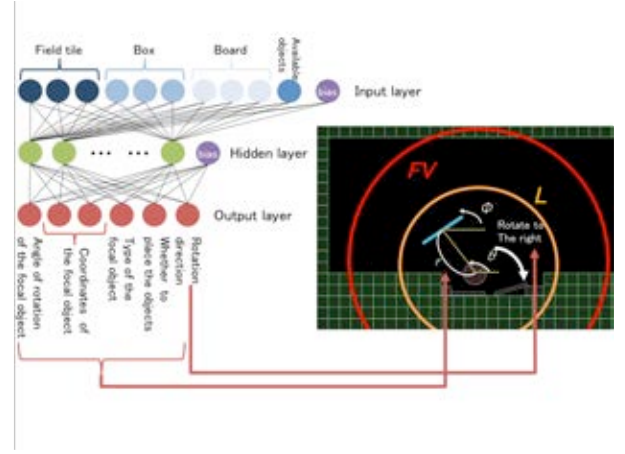 Field tile
Box
Board
Available
objects
bias
Input layer
bias
Hidden layer
Output layer
Angle of rotation
of the focal object
Coordinates of
the focal object
Type of the
focal object
Whether to
place the objects
Rotation
direction
FV
L
Φ
Rotate to
The right
r
θ